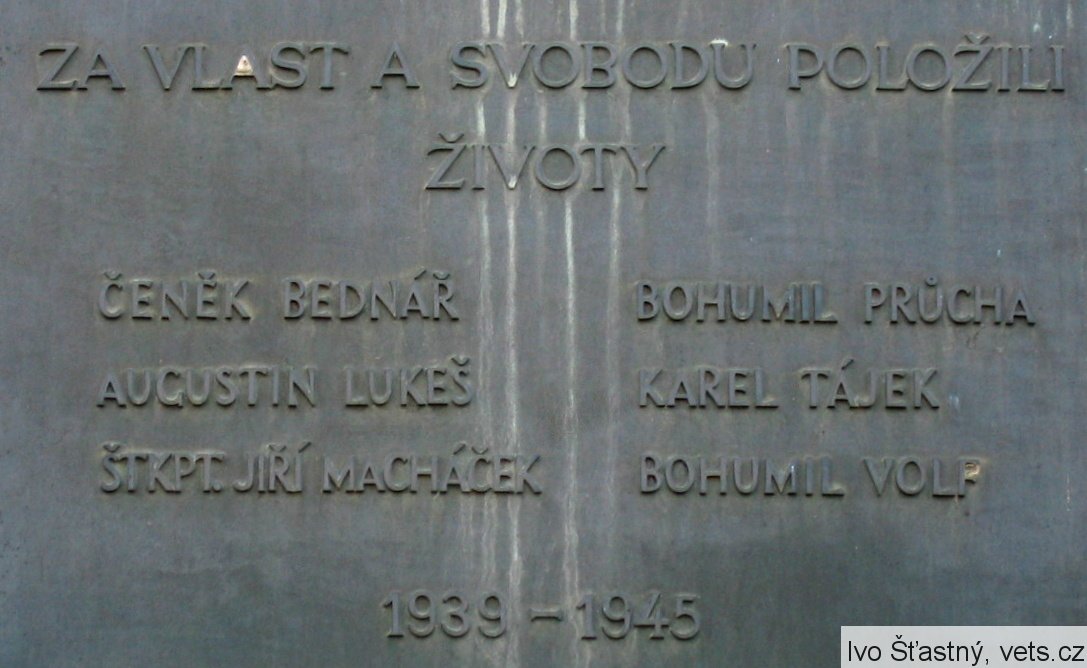 ZA VLAST A SVOBODU POLOŽILI
ŽIVOTY
ČENĚK BEDNÁŘ
AUGUSTIN LUKEŠ
ŠTKPT. JIŘÍ MACHÁČEK
BOHUMIL PRŮCHA
KAREL TÁJEK
BOHUMIL VOLF
1939 – 1945
Ivo Šťastný, vets.cz